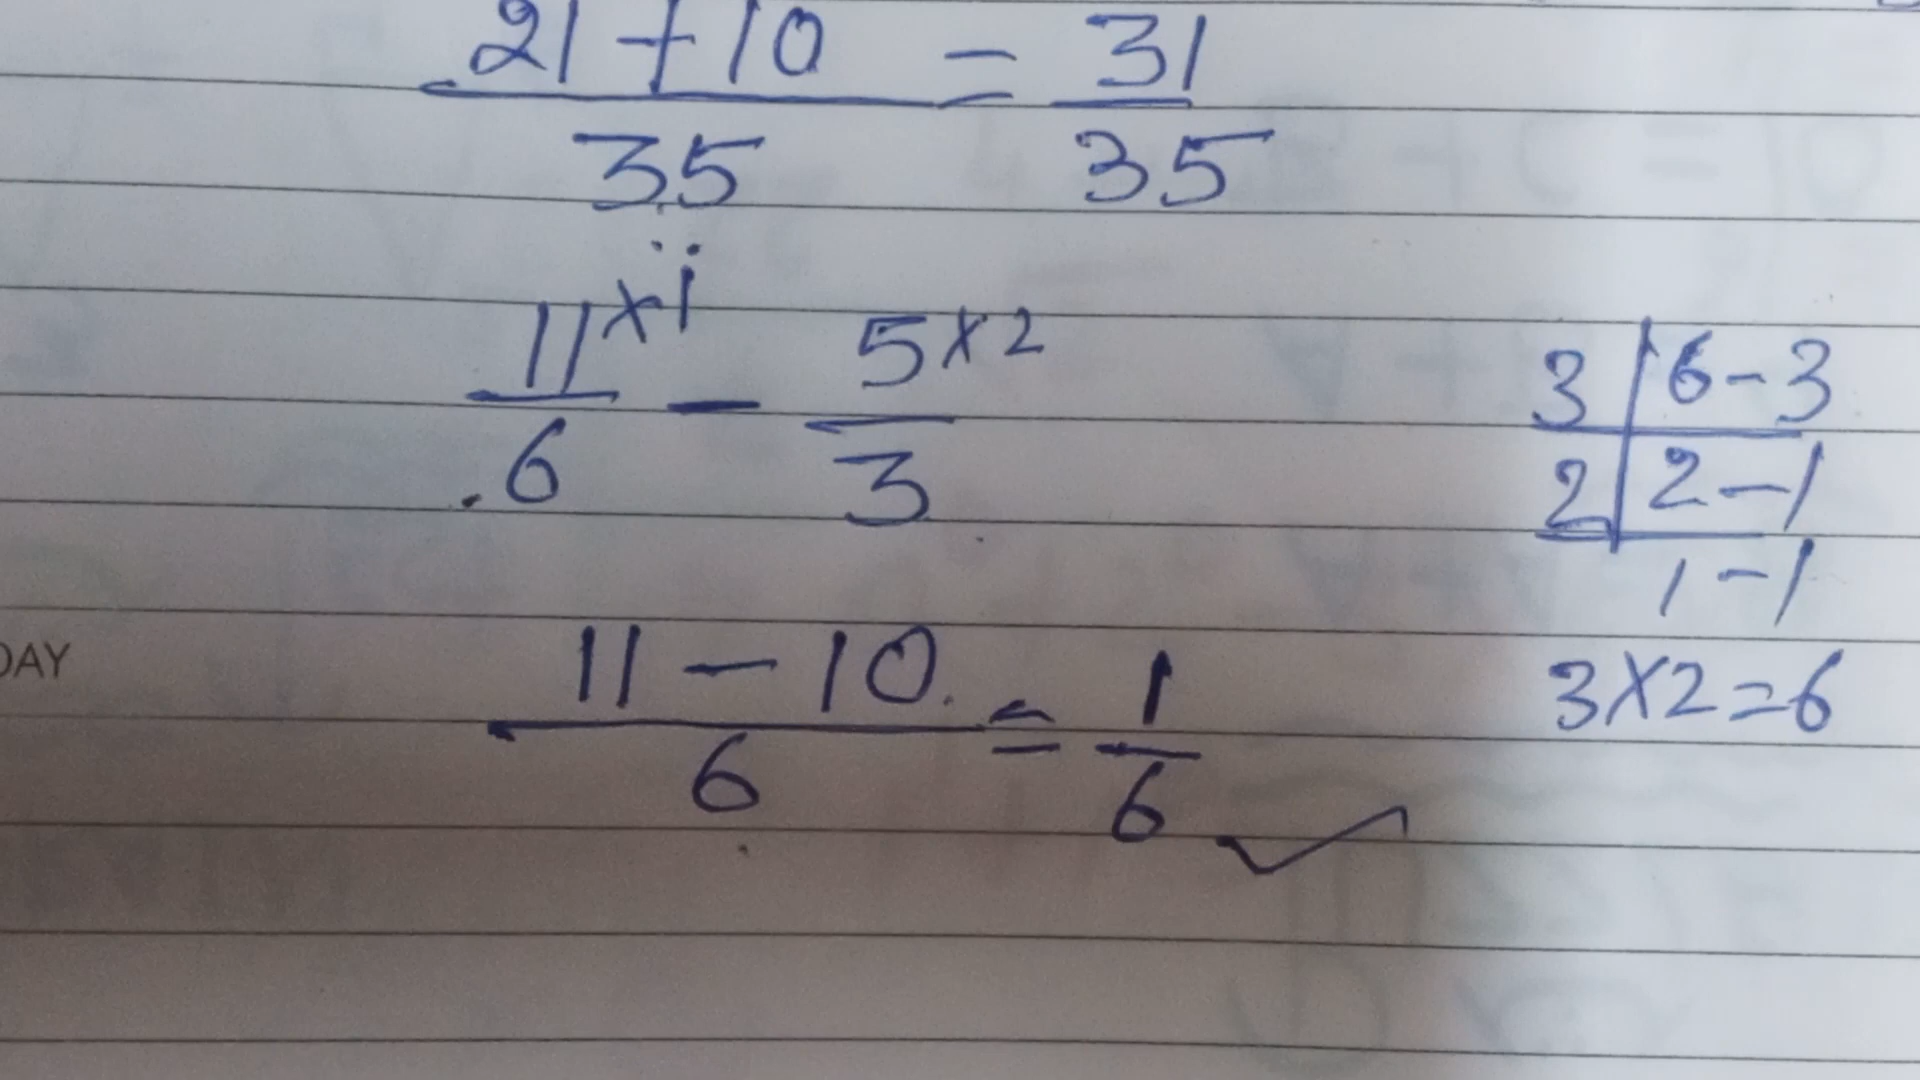 21 + 10 = 31
35 35
11 x 1 - 5 x 2
6 3
3 | 6 - 3
2 | 2 - 1
1 - 1
3 X 2 = 6
DAY
11 - 10 = 1
6 6 ✓